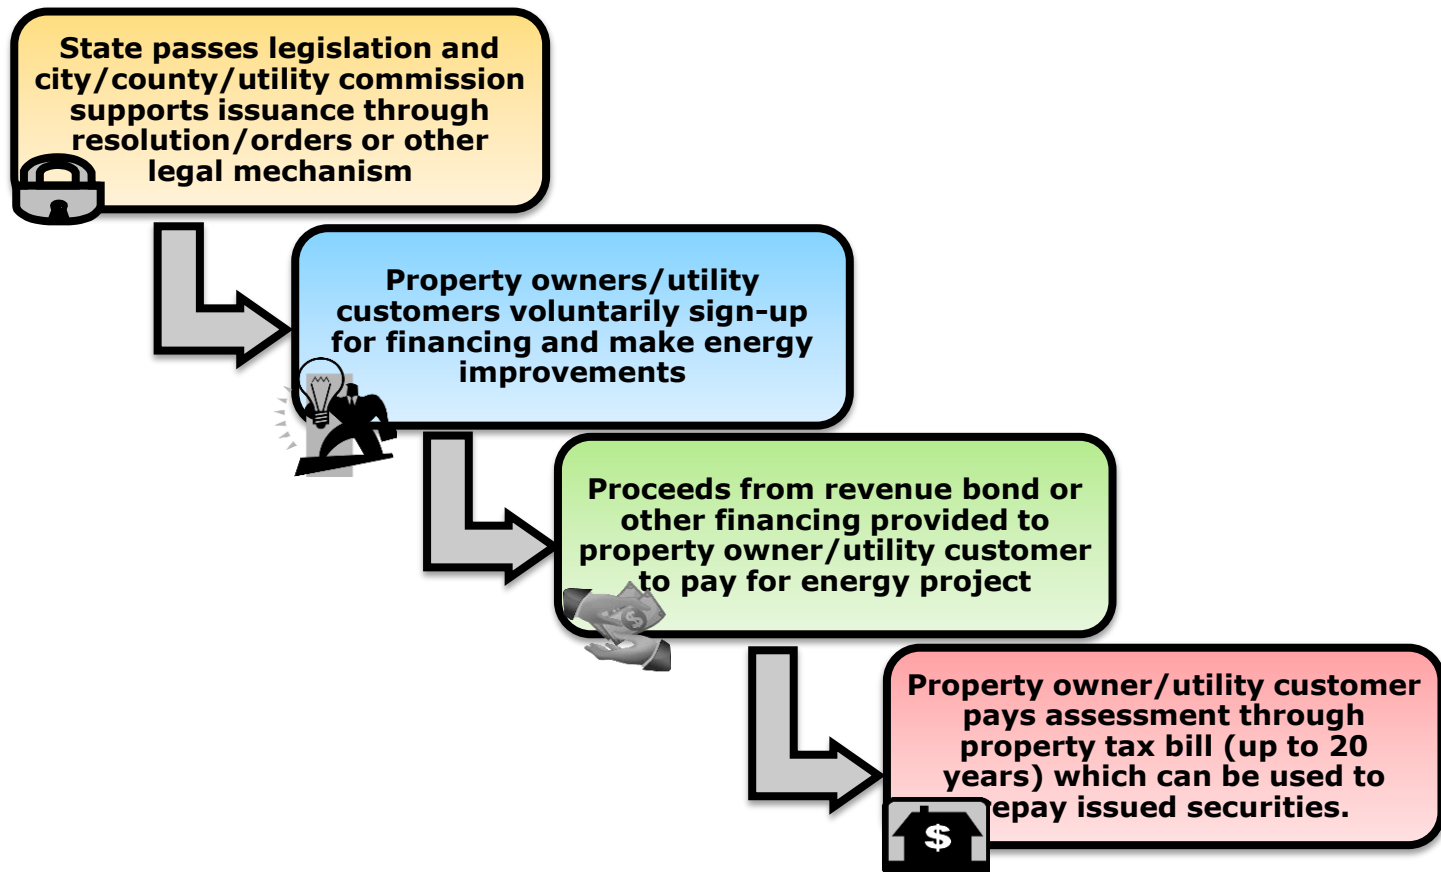 State passes legislation and
city/county/utility commission
supports issuance through
resolution/orders or other
legal mechanism
Property owners/utility
customers voluntarily sign-up
for financing and make energy
improvements
Proceeds from revenue bond or
other financing provided to
property owner/utility customer
to pay for energy project
$
Property owner/utility customer
pays assessment through
property tax bill (up to 20
years) which can be used to
repay issued securities.
$